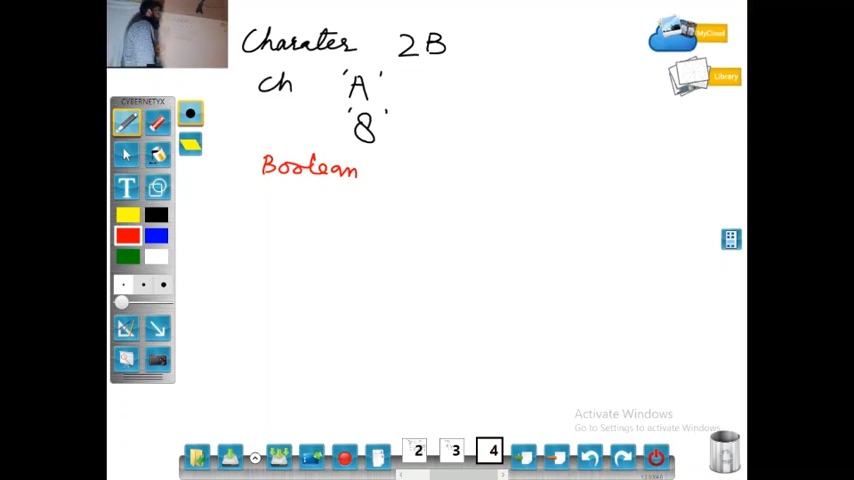 Charater 2B
MyCloud
ch 'A'
Library
'8'
CYBERNETYX
Boolean
T
Activate Windows
Go to Settings to activate Windows.
2 3 4